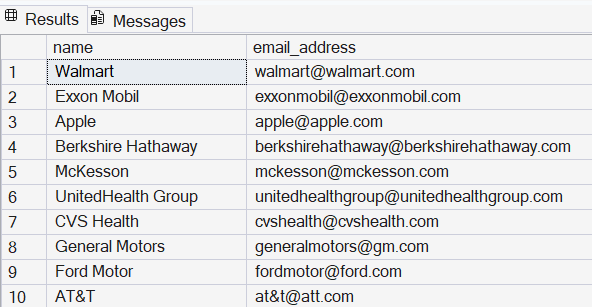 Results Messages
name email_address
1 Walmart walmart@walmart.com
2 Exxon Mobil exxonmobil@exxonmobil.com
3 Apple apple@apple.com
4 Berkshire Hathaway berkshirehathaway@berkshirehathaway.com
5 McKesson mckesson@mckesson.com
6 UnitedHealth Group unitedhealthgroup@unitedhealthgroup.com
7 CVS Health cvshealth@cvshealth.com
8 General Motors generalmotors@gm.com
9 Ford Motor fordmotor@ford.com
10 AT&T at&t@att.com